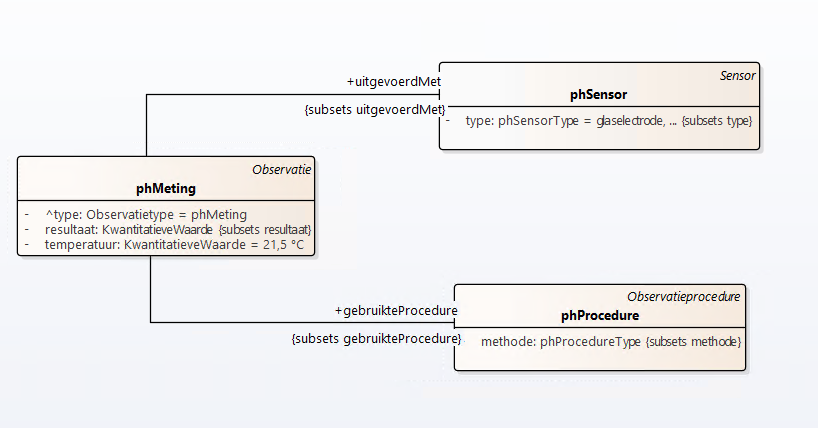 +uitgevoerdMet
{subsets uitgevoerdMet}
Sensor
phSensor
- type: phSensorType = glaselectrode, ... {subsets type}
Observatie
phMeting
- ^type: Observatietype = phMeting
- resultaat: KwantitatieveWaarde {subsets resultaat}
- temperatuur: KwantitatieveWaarde = 21,5 °C
+gebruikteProcedure
{subsets gebruikteProcedure}
Observatieprocedure
phProcedure
methode: phProcedureType {subsets methode}